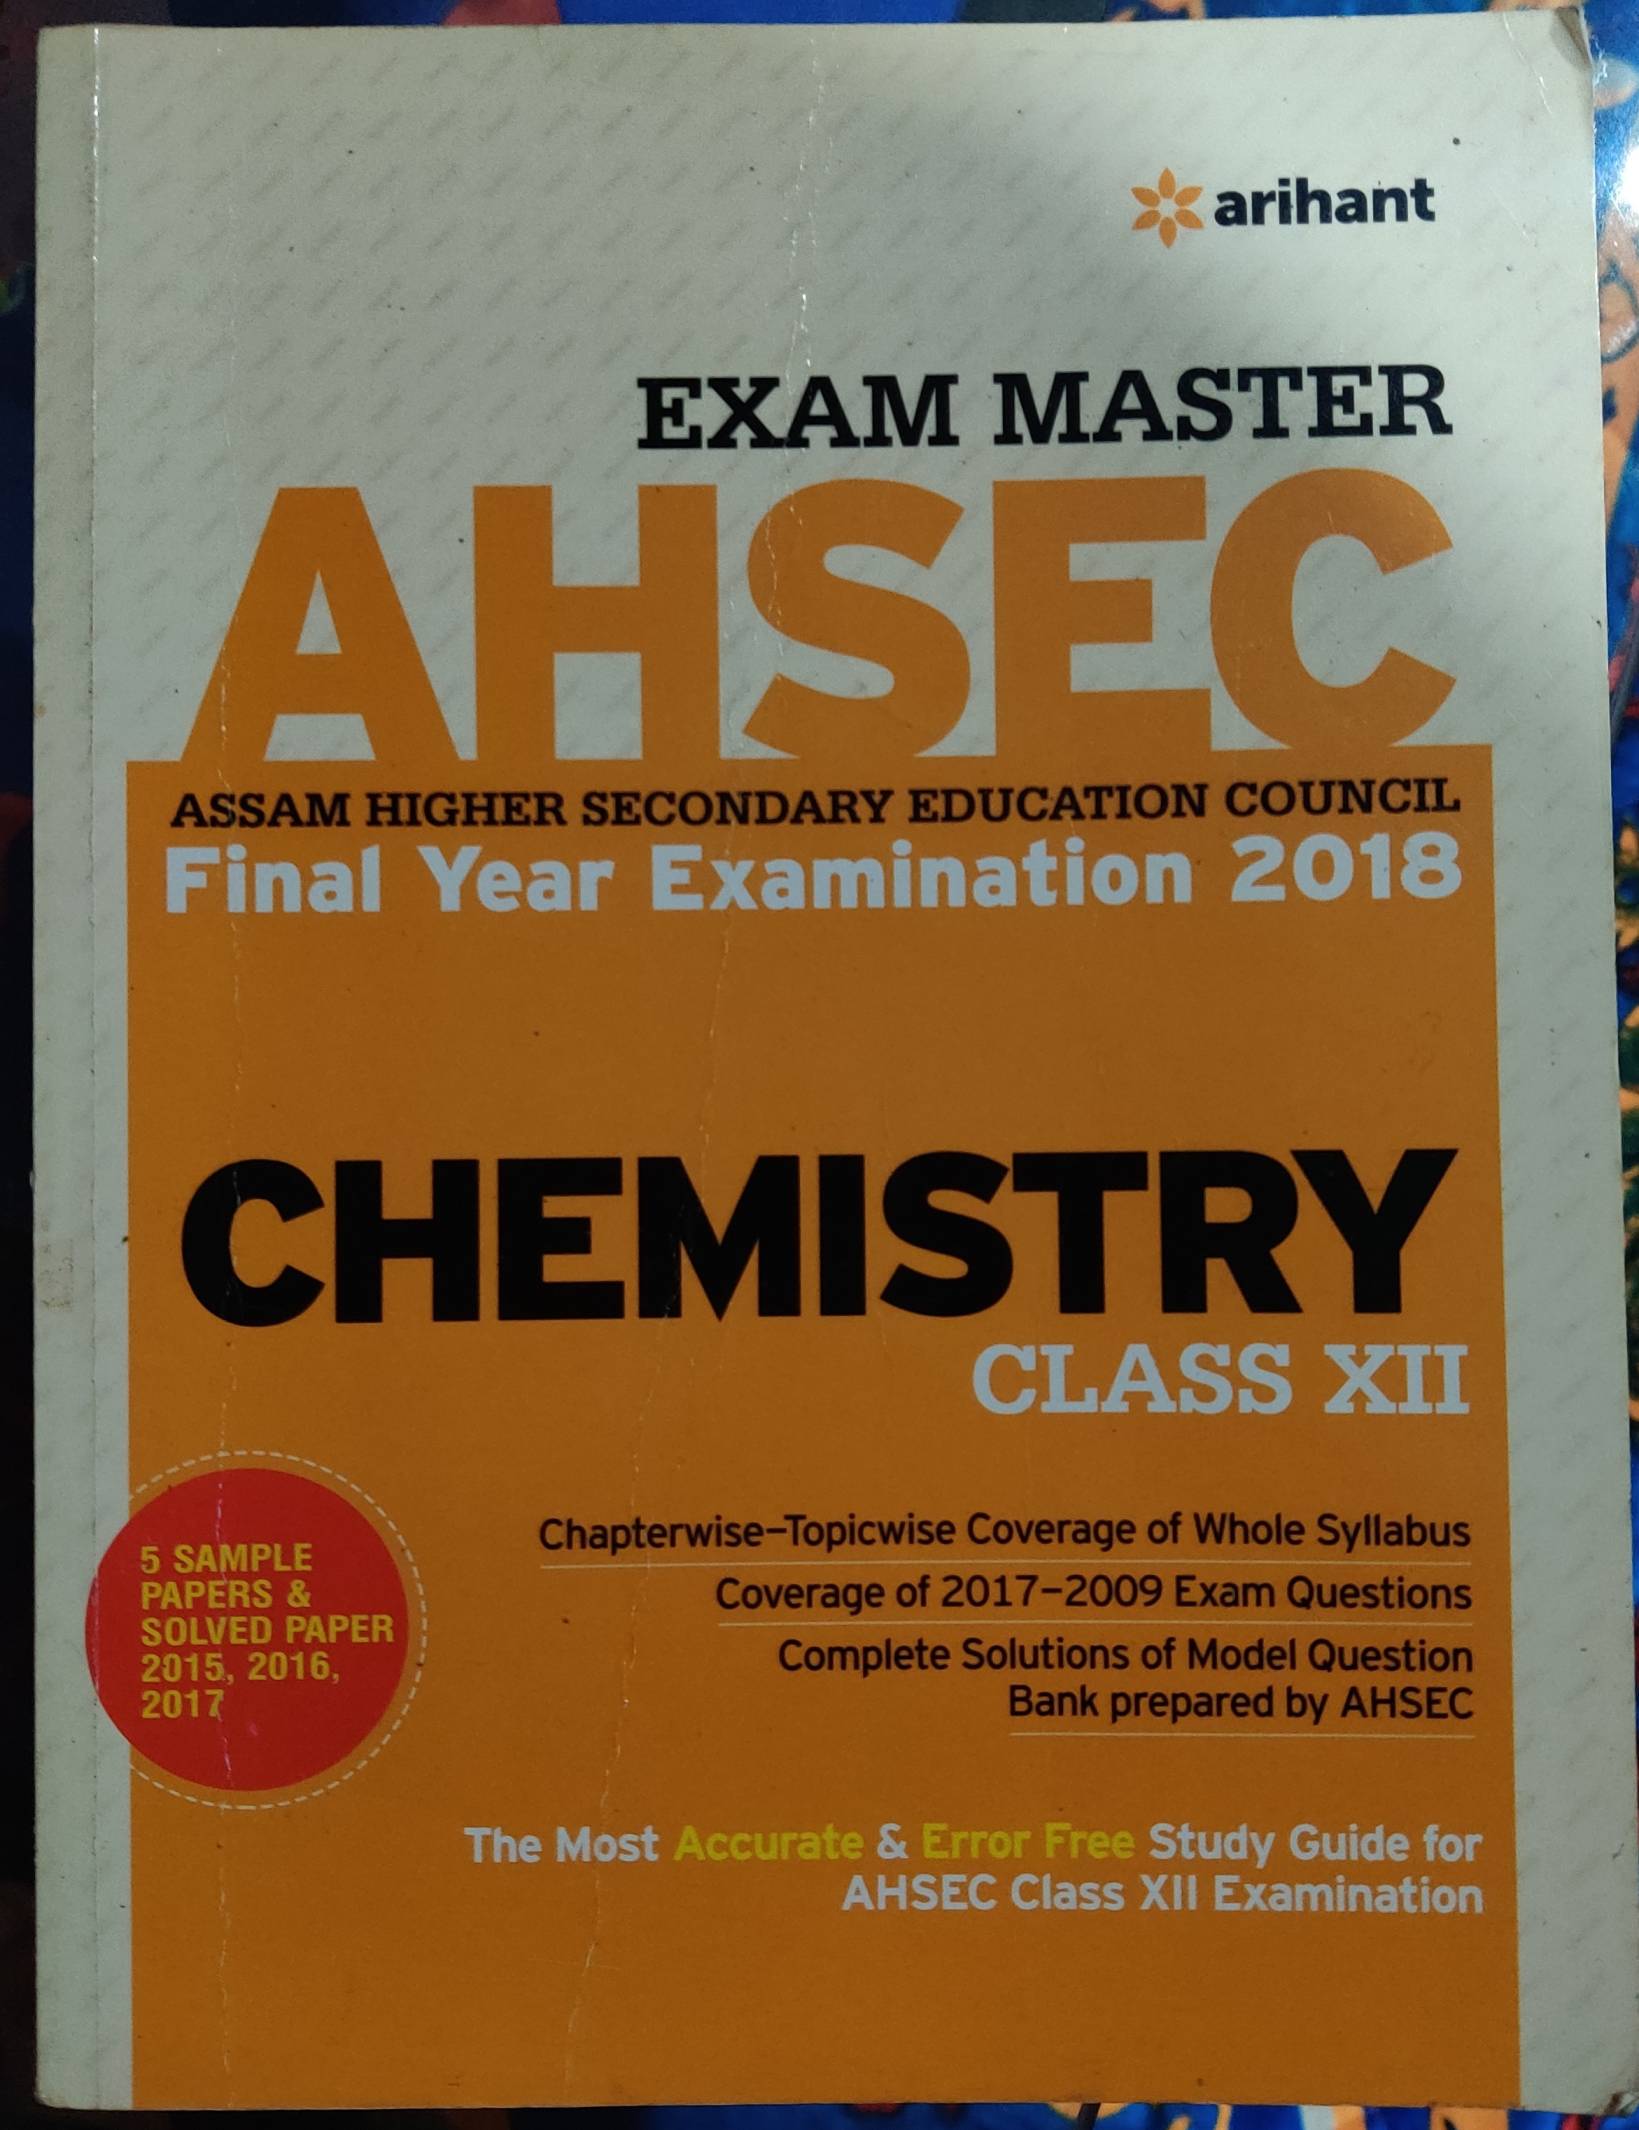 arihant
EXAM MASTER
AHSEC
ASSAM HIGHER SECONDARY EDUCATION COUNCIL
Final Year Examination 2018
CHEMISTRY
CLASS XII
5 SAMPLE
PAPERS &
SOLVED PAPER
2015, 2016,
2017
Chapterwise–Topicwise Coverage of Whole Syllabus
Coverage of 2017–2009 Exam Questions
Complete Solutions of Model Question
Bank prepared by AHSEC
The Most Accurate & Error Free Study Guide for
AHSEC Class XII Examination